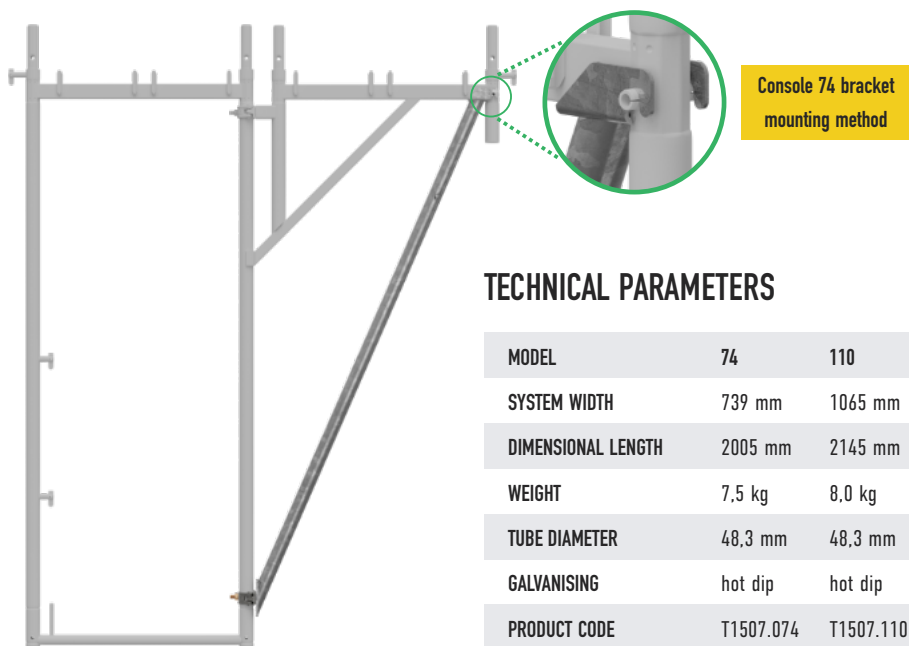 Console 74 bracket
mounting method
TECHNICAL PARAMETERS
MODEL 74 110
SYSTEM WIDTH 739 mm 1065 mm
DIMENSIONAL LENGTH 2005 mm 2145 mm
WEIGHT 7,5 kg 8,0 kg
TUBE DIAMETER 48,3 mm 48,3 mm
GALVANISING hot dip hot dip
PRODUCT CODE T1507.074 T1507.110